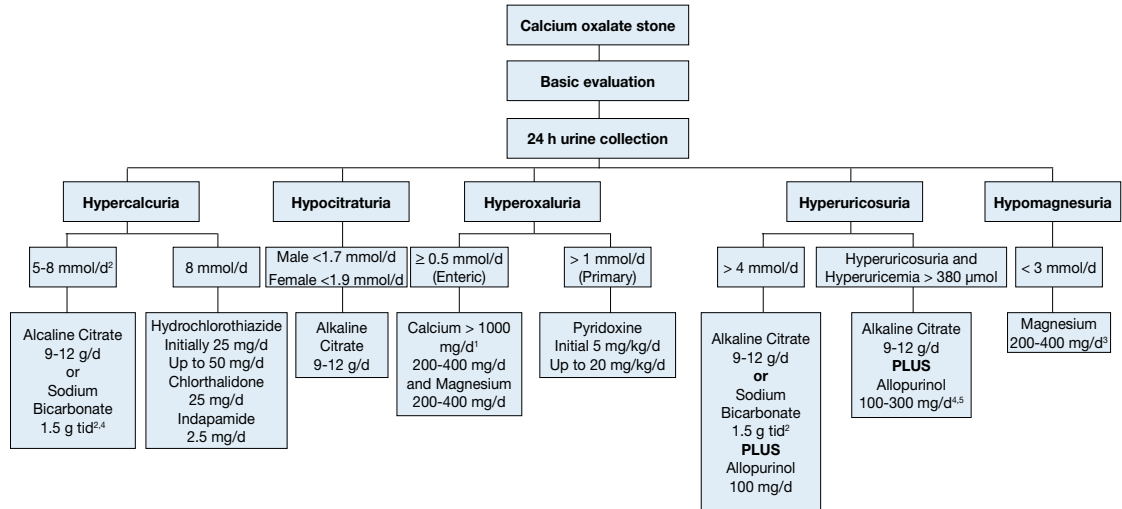 Calcium oxalate stone
Basic evaluation
24 h urine collection
Hypercalcuria
Hypocitraturia
Hyperoxaluria
Hyperuricosuria
Hypomagnesuria
5-8 mmol/d²
8 mmol/d
Male <1.7 mmol/d
Female <1.9 mmol/d
≥ 0.5 mmol/d
(Enteric)
> 1 mmol/d
(Primary)
> 4 mmol/d
Hyperuricosuria and
Hyperuricemia > 380 µmol
< 3 mmol/d
Alcaline Citrate
9-12 g/d
or
Sodium
Bicarbonate
1.5 g tid²,⁴
Hydrochlorothiazide
Initially 25 mg/d
Up to 50 mg/d
Chlorthalidone
25 mg/d
Indapamide
2.5 mg/d
Alkaline
Citrate
9-12 g/d
Calcium > 1000
mg/d¹
200-400 mg/d
and Magnesium
200-400 mg/d
Pyridoxine
Initial 5 mg/kg/d
Up to 20 mg/kg/d
Alkaline Citrate
9-12 g/d
or
Sodium
Bicarbonate
1.5 g tid²
PLUS
Allopurinol
100 mg/d
Alkaline Citrate
9-12 g/d
PLUS
Allopurinol
100-300 mg/d⁴,⁵
Magnesium
200-400 mg/d³